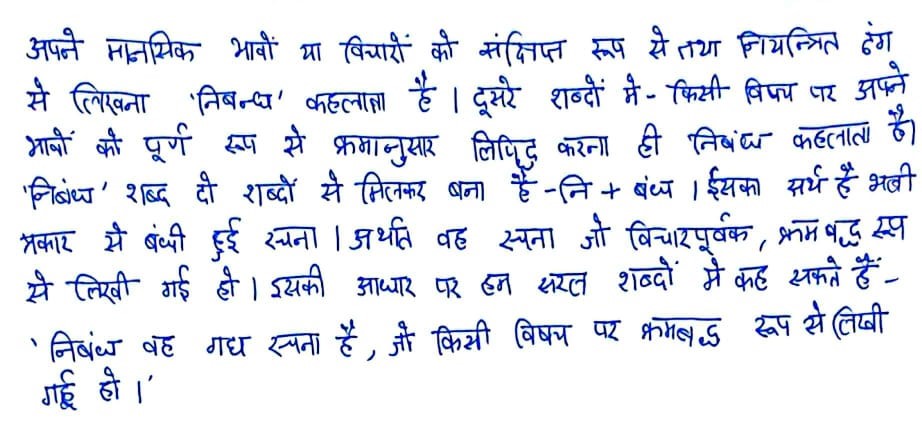 अपने मानसिक भावों या विचारों को संक्षिप्त रूप से तथा नियन्त्रित ढंग
से लिखना 'निबन्ध' कहलाता है । दूसरे शब्दों में - किसी विषय पर अपने
भावों को पूर्ण रूप से क्रमानुसार लिपिबद्ध करना ही निबंध कहलाता है।
'निबंध' शब्द दो शब्दों से मिलकर बना है - नि + बंध । ईसका अर्थ है भली
प्रकार से बंधी हुई रचना । अर्थात वह रचना जो विचारपूर्वक, क्रमबद्ध रूप
से लिखी गई हो । इसकी आधार पर हम सरल शब्दों में कह सकते हैं -
'निबंध वह गद्य रचना है, जो किसी विषय पर क्रमबद्ध रूप से लिखी
गई हो ।'